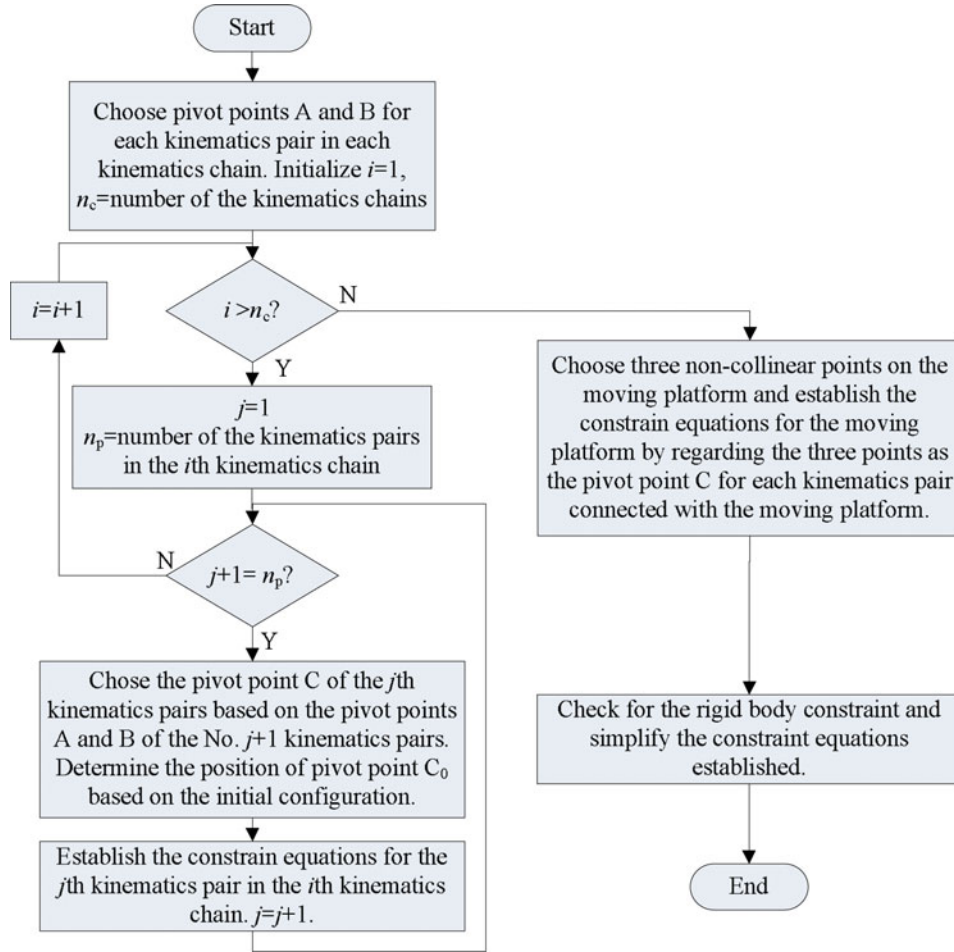 Start
Choose pivot points A and B for
each kinematics pair in each
kinematics chain. Initialize i=1,
nc=number of the kinematics chains
i=i+1
i >nc?
N
Y
j=1
np=number of the kinematics pairs
in the ith kinematics chain
N
j+1= np?
Y
Chose the pivot point C of the jth
kinematics pairs based on the pivot points
A and B of the No. j+1 kinematics pairs.
Determine the position of pivot point C0
based on the initial configuration.
Establish the constrain equations for the
jth kinematics pair in the ith kinematics
chain. j=j+1.
Choose three non-collinear points on the
moving platform and establish the
constrain equations for the moving
platform by regarding the three points as
the pivot point C for each kinematics pair
connected with the moving platform.
Check for the rigid body constraint and
simplify the constraint equations
established.
End